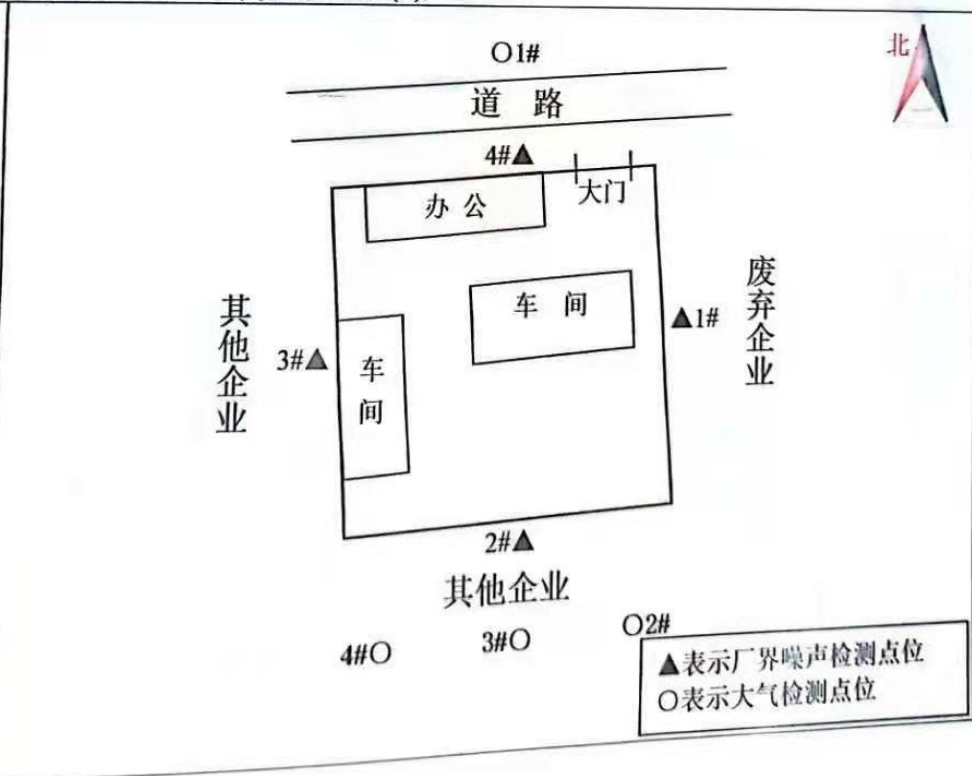 北
O1#
道 路
4#▲
大门
办 公
车 间
▲1#
废弃企业
其他企业
3#▲
车间
2#▲
其他企业
4#O
3#O
O2#
▲表示厂界噪声检测点位
O表示大气检测点位